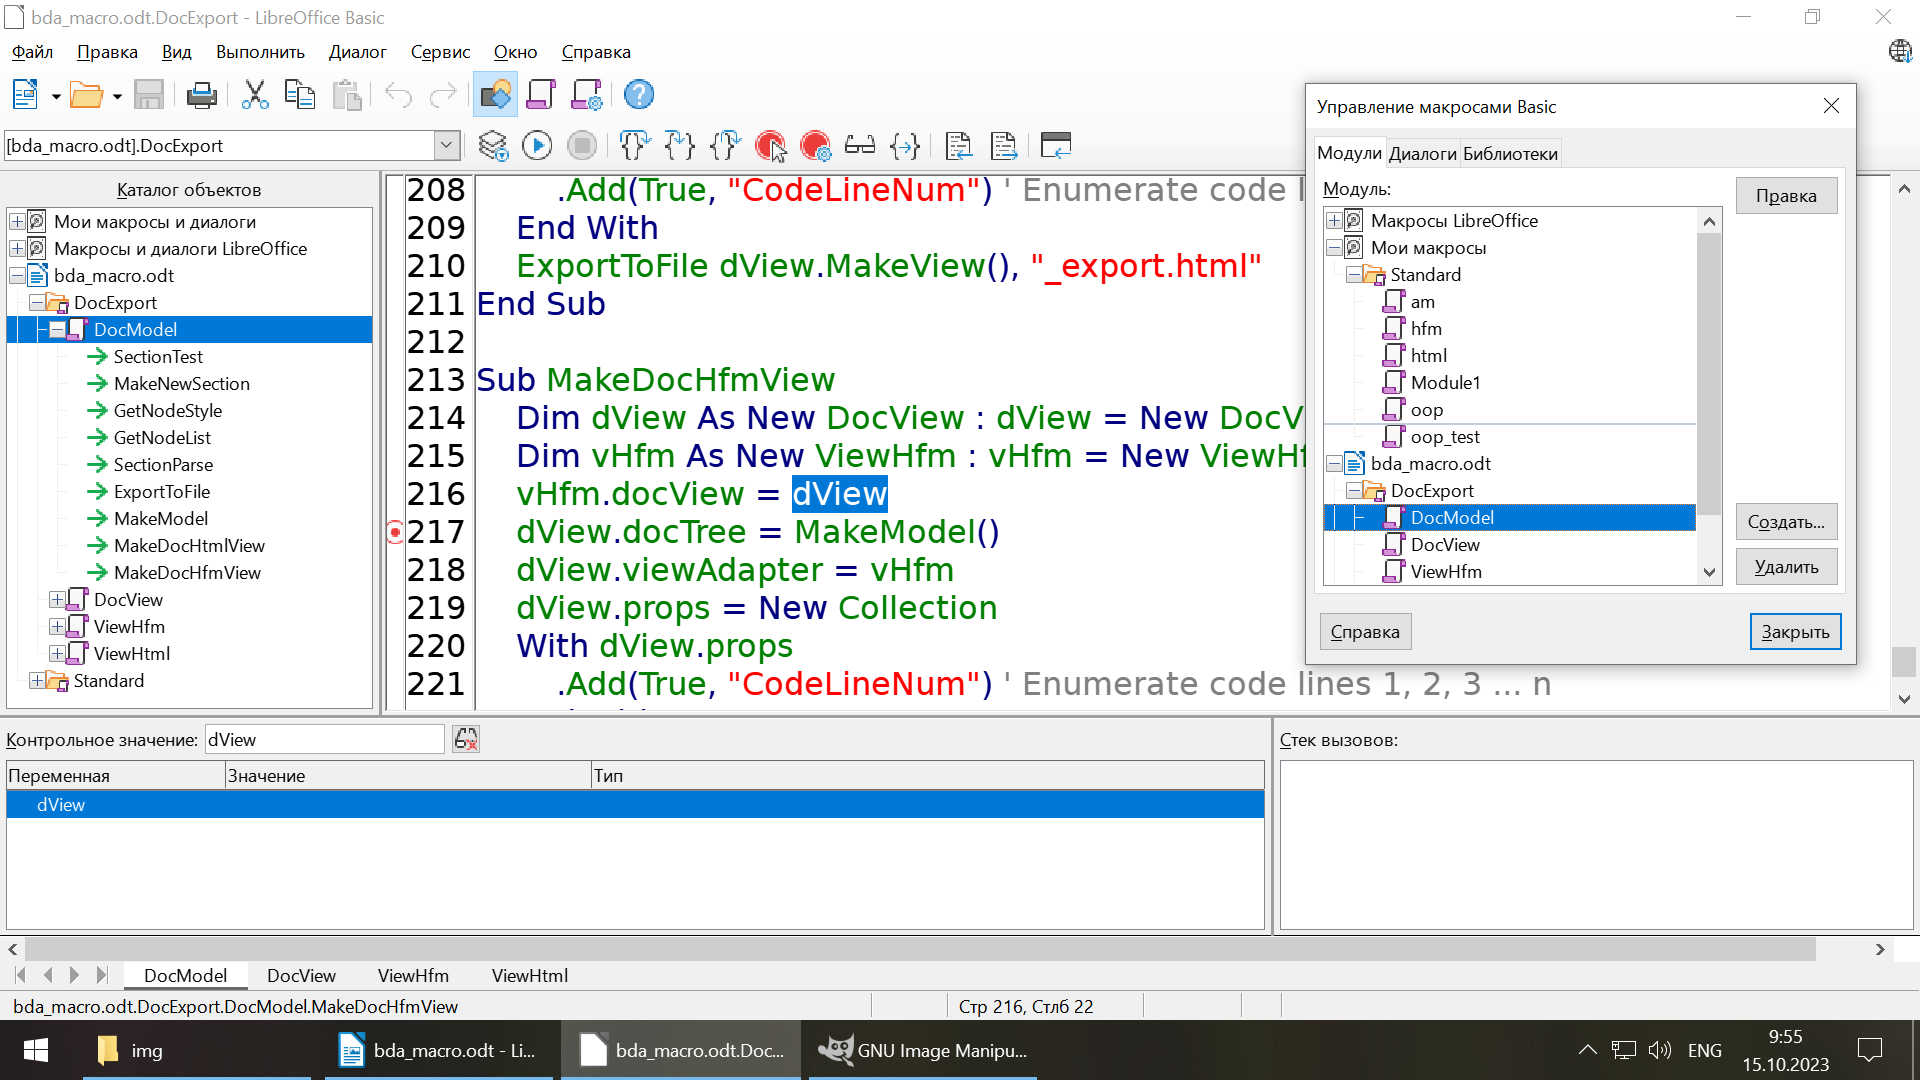 bda_macro.odt.DocExport - LibreOffice Basic
Файл Правка Вид Выполнить Диалог Сервис Окно Справка
[bda_macro.odt].DocExport
Каталог объектов
Мои макросы и диалоги
Макросы и диалоги LibreOffice
bda_macro.odt
DocExport
DocModel
SectionTest
MakeNewSection
GetNodeStyle
GetNodeList
SectionParse
ExportToFile
MakeModel
MakeDocHtmlView
MakeDocHfmView
DocView
ViewHfm
ViewHtml
Standard
208 .Add(True, "CodeLineNum") ' Enumerate code l
209 End With
210 ExportToFile dView.MakeView(), "_export.html"
211 End Sub
212
213 Sub MakeDocHfmView
214 Dim dView As New DocView : dView = New DocV
215 Dim vHfm As New ViewHfm : vHfm = New ViewHf
216 vHfm.docView = dView
217 dView.docTree = MakeModel()
218 dView.viewAdapter = vHfm
219 dView.props = New Collection
220 With dView.props
221 .Add(True, "CodeLineNum") ' Enumerate code lines 1, 2, 3 ... n
Управление макросами Basic
Модули Диалоги Библиотеки
Модуль:
Макросы LibreOffice
Мои макросы
Standard
am
hfm
html
Module1
oop
oop_test
bda_macro.odt
DocExport
DocModel
DocView
ViewHfm
Правка
Создать...
Удалить
Справка
Закрыть
Контрольное значение: dView
Переменная Значение Тип
dView
Стек вызовов:
DocModel DocView ViewHfm ViewHtml
bda_macro.odt.DocExport.DocModel.MakeDocHfmView
Стр 216, Стлб 22
img
bda_macro.odt - Li...
bda_macro.odt.Doc...
GNU Image Manipu...
ENG
9:55
15.10.2023